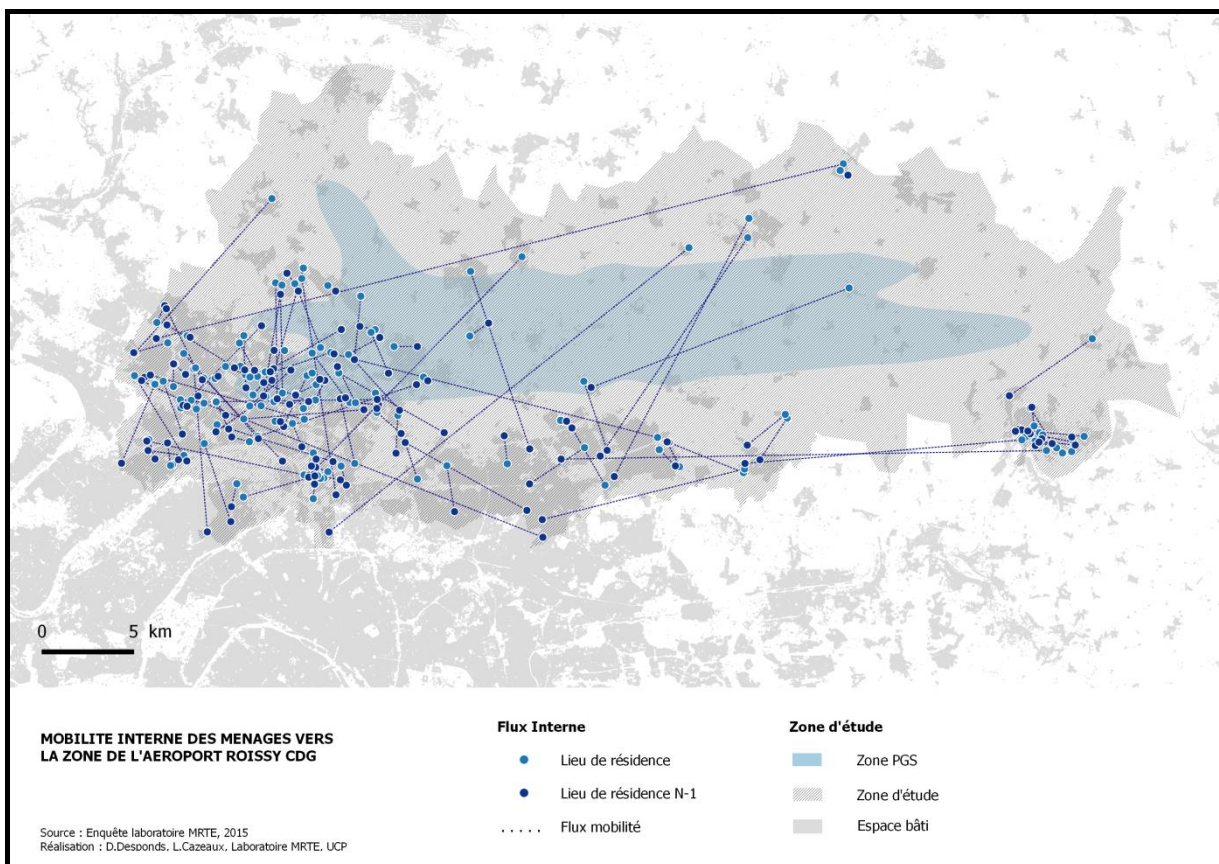 0 5 km
MOBILITE INTERNE DES MENAGES VERS
LA ZONE DE L'AEROPORT ROISSY CDG
Source : Enquête laboratoire MRTE, 2015
Réalisation : D.Desponds, L.Cazeaux, Laboratoire MRTE, UCP
Flux Interne
Lieu de résidence
Lieu de résidence N-1
Flux mobilité
Zone d'étude
Zone PGS
Zone d'étude
Espace bâti